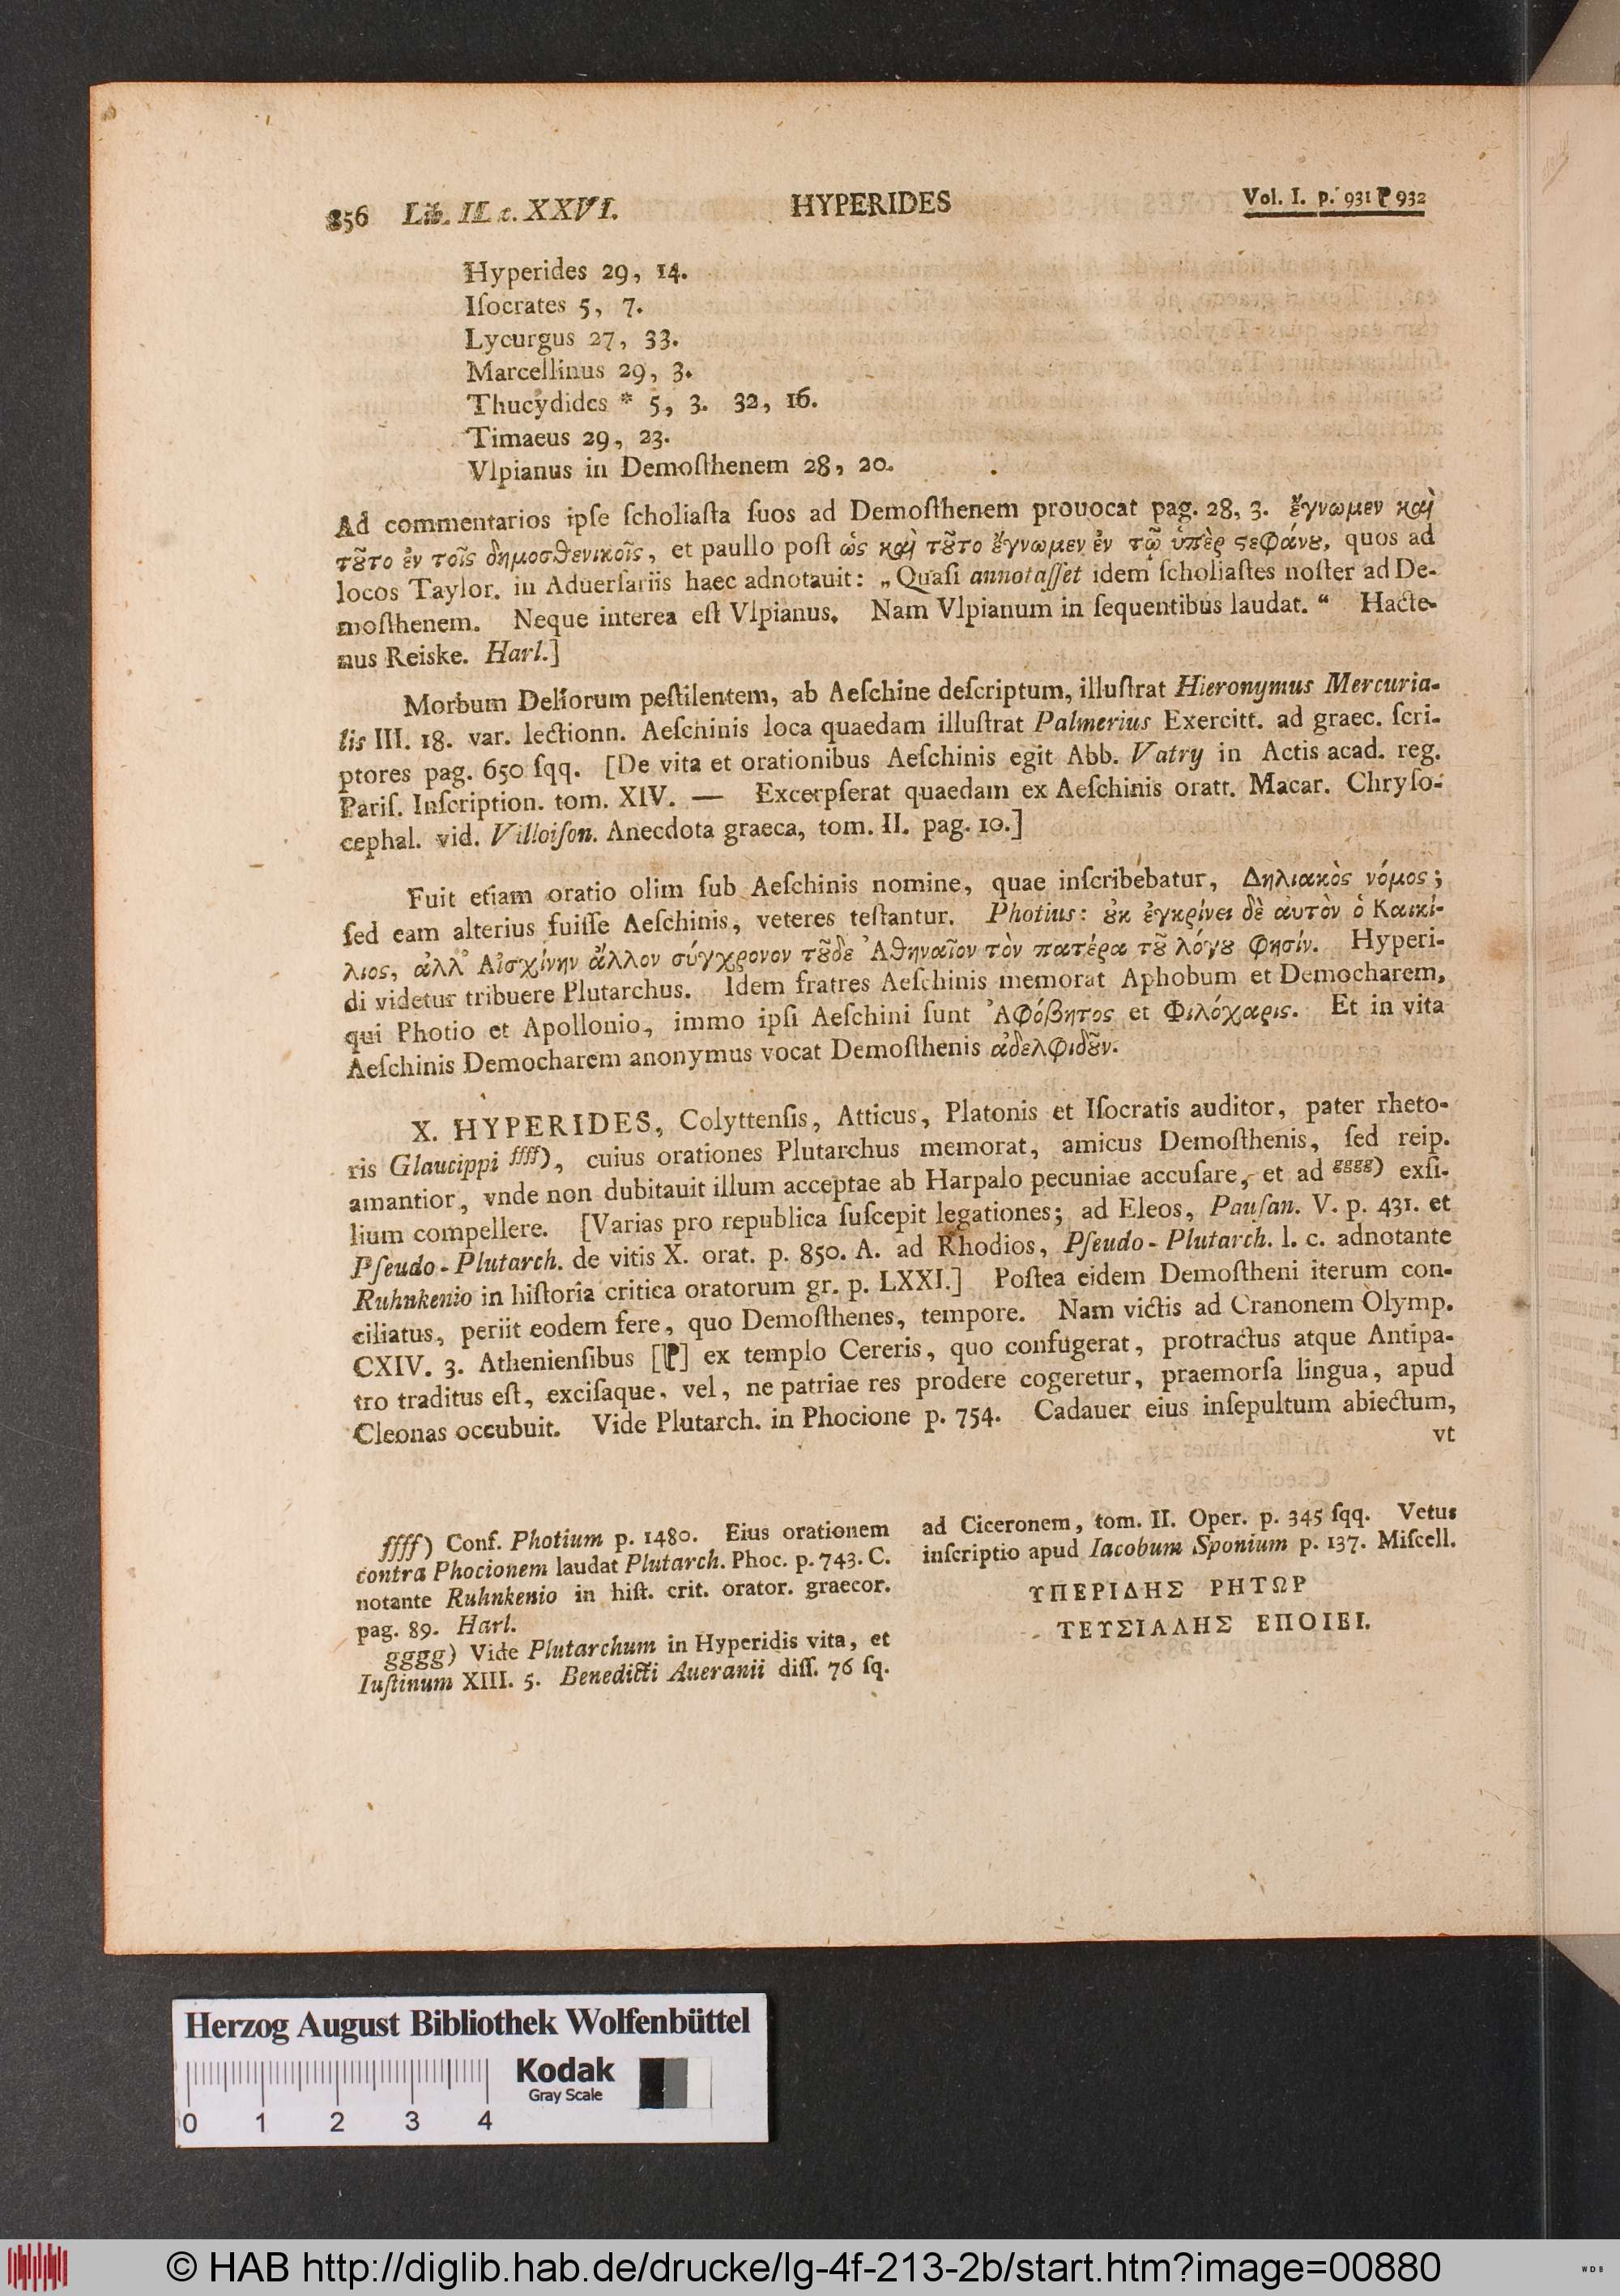 856 Lib. II. c. XXVI. HYPERIDES Vol. I. p. 931 ⁋ 932
Hyperides 29, 14.
Iſocrates 5, 7.
Lycurgus 27, 33.
Marcellinus 29, 3.
Thucydides * 5, 3. 32, 16.
Timaeus 29, 23.
Vlpianus in Demoſthenem 28, 20.
Ad commentarios ipſe ſcholiaſta ſuos ad Demoſthenem prouocat pag. 28, 3. ἔγνωμεν καὶ
τȣ͂το ἐν τοῖς δημοσθενικοῖς, et paullo poſt ὡς καὶ τȣ͂το ἔγνωμεν ἐν τῷ ὑπὲρ ϛεφάνȣ, quos ad
locos Taylor. in Aduerſariis haec adnotauit: „Quaſi annotaſſet idem ſcholiaſtes noſter ad De-
moſthenem. Neque interea eſt Vlpianus. Nam Vlpianum in ſequentibus laudat.“ Hacte-
nus Reiske. Harl.]
Morbum Deliorum peſtilentem, ab Aeſchine deſcriptum, illuſtrat Hieronymus Mercuria-
lis III. 18. var. lectionn. Aeſchinis loca quaedam illuſtrat Palmerius Exercitt. ad graec. ſcri-
ptores pag. 650 ſqq. [De vita et orationibus Aeſchinis egit Abb. Vatry in Actis acad. reg.
Pariſ. Inſcription. tom. XIV. — Excerpſerat quaedam ex Aeſchinis oratt. Macar. Chryſo-
cephal. vid. Villoiſon. Anecdota graeca, tom. II. pag. 10.]
Fuit etiam oratio olim ſub Aeſchinis nomine, quae inſcribebatur, Δηλιακὸς νόμος;
ſed eam alterius fuiſſe Aeſchinis, veteres teſtantur. Photius: ȣκ ἐγκρίνει δὲ αυτὸν ὁ Καικί-
λιος, ἀλλ᾽ Αἰσχίνην ἄλλον σύγχρονον τȣ͂δε Ἀθηναῖον τὸν πατέρα τȣ͂ λόγȣ φησίν. Hyperi-
di videtur tribuere Plutarchus. Idem fratres Aeſchinis memorat Aphobum et Democharem,
qui Photio et Apollonio, immo ipſi Aeſchini ſunt Ἀφόβητος et Φιλόχαρις. Et in vita
Aeſchinis Democharem anonymus vocat Demoſthenis ἀδελφιδȣ͂ν.
X. HYPERIDES, Colyttenſis, Atticus, Platonis et Iſocratis auditor, pater rheto-
ris Glaucippi ffff), cuius orationes Plutarchus memorat, amicus Demoſthenis, ſed reip.
amantior, vnde non dubitauit illum acceptae ab Harpalo pecuniae accuſare, et ad gggg) exſi-
lium compellere. [Varias pro republica ſuſcepit legationes; ad Eleos, Pauſan. V. p. 431. et
Pſeudo-Plutarch. de vitis X. orat. p. 850. A. ad Rhodios, Pſeudo-Plutarch. l. c. adnotante
Ruhnkenio in hiſtoria critica oratorum gr. p. LXXI.] Poſtea eidem Demoſtheni iterum con-
ciliatus, periit eodem fere, quo Demoſthenes, tempore. Nam victis ad Cranonem Olymp.
CXIV. 3. Athenienſibus [⁋] ex templo Cereris, quo confugerat, protractus atque Antipa-
tro traditus eſt, exciſaque, vel, ne patriae res prodere cogeretur, praemorſa lingua, apud
Cleonas occubuit. Vide Plutarch. in Phocione p. 754. Cadauer eius inſepultum abiectum,
vt
ffff) Conf. Photium p. 1480. Eius orationem
contra Phocionem laudat Plutarch. Phoc. p. 743. C.
notante Ruhnkenio in hiſt. crit. orator. graecor.
pag. 89. Harl.
gggg) Vide Plutarchum in Hyperidis vita, et
Iuſtinum XIII. 5. Benedicti Aueranii diſſ. 76 ſq.
ad Ciceronem, tom. II. Oper. p. 345 ſqq. Vetus
inſcriptio apud Iacobum Sponium p. 137. Miſcell.
ΥΠΕΡΙΔΗΣ ΡΗΤΩΡ
ΤΕΥΣΙΑΛΗΣ ΕΠΟΙΕΙ.
Herzog August Bibliothek Wolfenbüttel
Kodak
Gray Scale
0 1 2 3 4
© HAB http://diglib.hab.de/drucke/lg-4f-213-2b/start.htm?image=00880
WDB